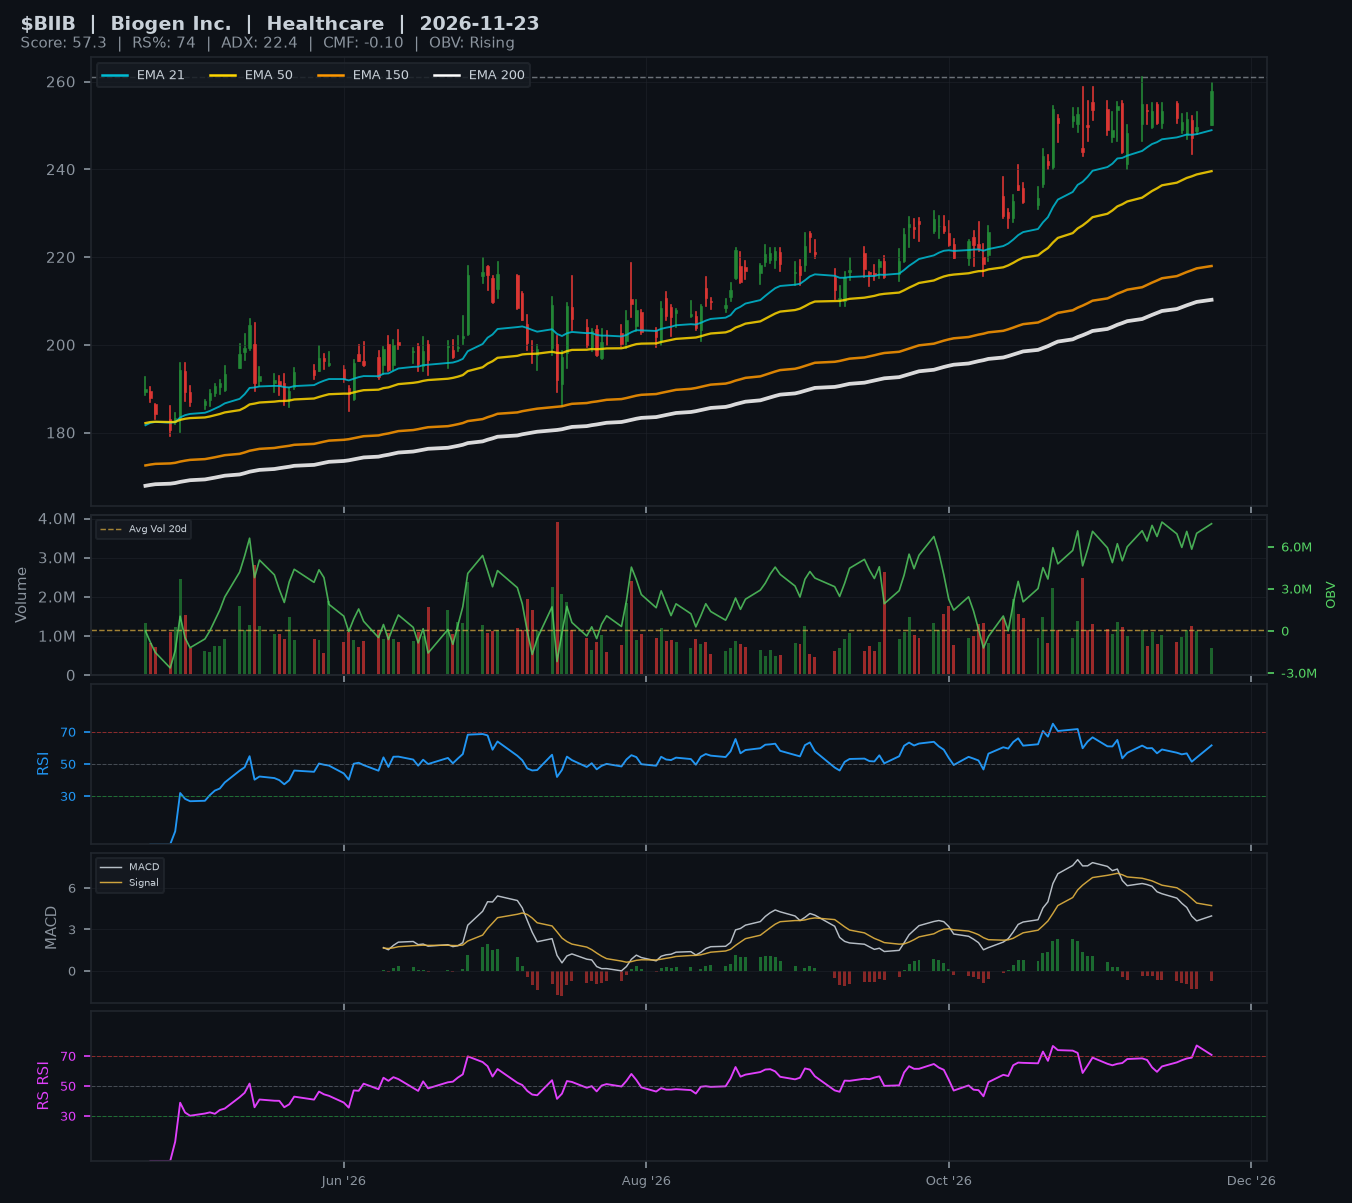 $BIIB | Biogen Inc. | Healthcare | 2026-11-23
Score: 57.3 | RS%: 74 | ADX: 22.4 | CMF: -0.10 | OBV: Rising
EMA 21 EMA 50 EMA 150 EMA 200
260
240
220
200
180
Avg Vol 20d
4.0M
3.0M
2.0M
1.0M
0
Volume
6.0M
3.0M
0
-3.0M
OBV
70
50
30
RSI
MACD
Signal
6
3
0
MACD
70
50
30
RS RSI
Jun '26 Aug '26 Oct '26 Dec '26